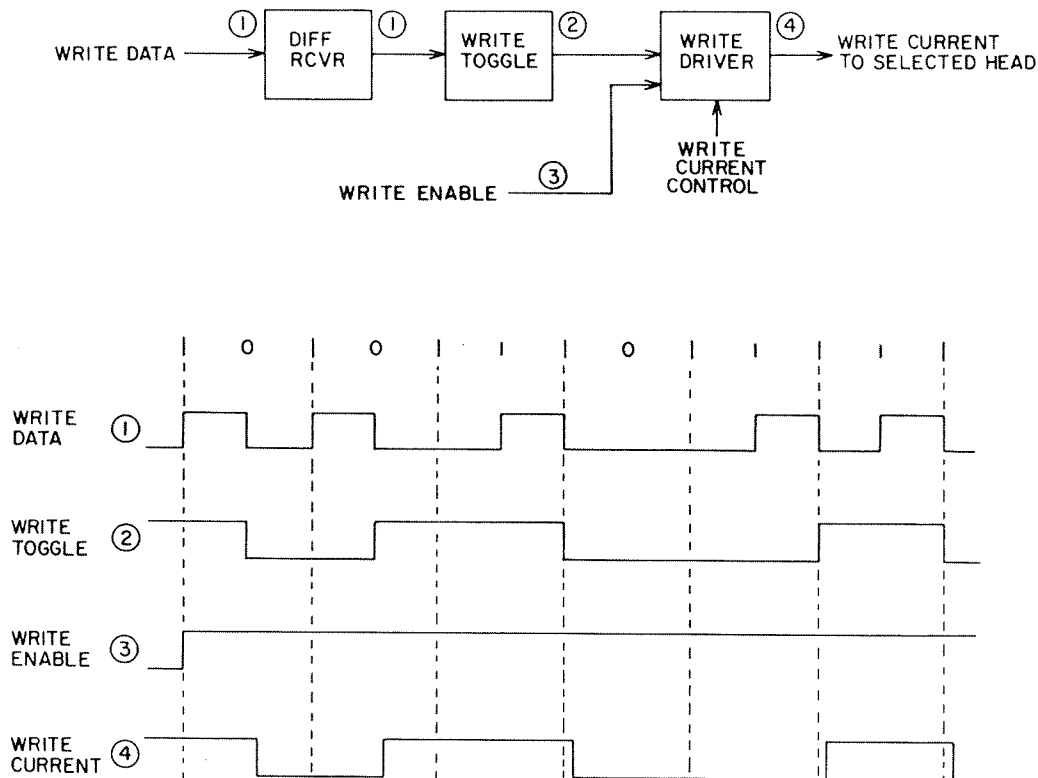 ① ① ② ④
WRITE DATA
DIFF
RCVR
WRITE
TOGGLE
WRITE
DRIVER
WRITE CURRENT
TO SELECTED HEAD
WRITE
CURRENT
CONTROL
WRITE ENABLE ③
0 0 1 0 1 1
WRITE
DATA ①
WRITE
TOGGLE ②
WRITE
ENABLE ③
WRITE
CURRENT ④